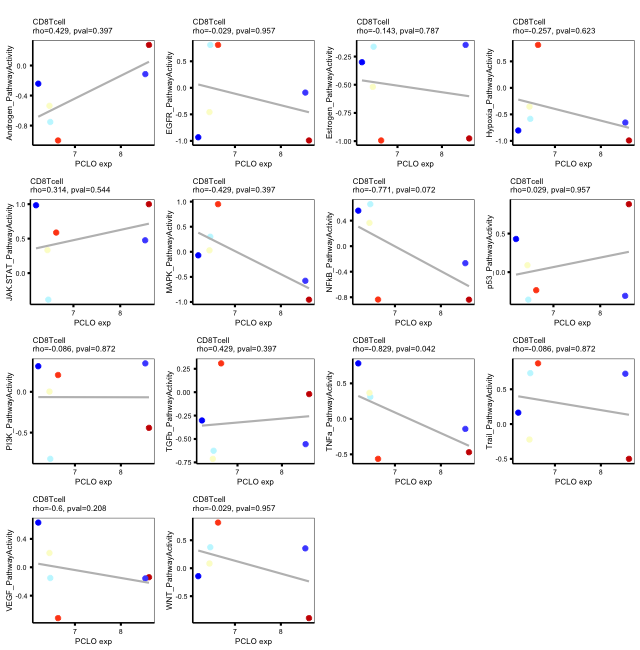 CD8Tcell
rho=0.429, pval=0.397
Androgen_PathwayActivity
0.0
-0.4
-0.8
7 8
PCLO exp
CD8Tcell
rho=-0.029, pval=0.957
EGFR_PathwayActivity
0.5
0.0
-0.5
-1.0
7 8
PCLO exp
CD8Tcell
rho=-0.143, pval=0.787
Estrogen_PathwayActivity
-0.25
-0.50
-0.75
-1.00
7 8
PCLO exp
CD8Tcell
rho=-0.257, pval=0.623
Hypoxia_PathwayActivity
0.5
0.0
-0.5
-1.0
7 8
PCLO exp
CD8Tcell
rho=0.314, pval=0.544
JAK.STAT_PathwayActivity
1.0
0.5
0.0
7 8
PCLO exp
CD8Tcell
rho=-0.429, pval=0.397
MAPK_PathwayActivity
1.0
0.5
0.0
-0.5
-1.0
7 8
PCLO exp
CD8Tcell
rho=-0.771, pval=0.072
NFkB_PathwayActivity
0.4
0.0
-0.4
-0.8
7 8
PCLO exp
CD8Tcell
rho=0.029, pval=0.957
p53_PathwayActivity
0.5
0.0
7 8
PCLO exp
CD8Tcell
rho=-0.086, pval=0.872
PI3K_PathwayActivity
0.0
-0.5
7 8
PCLO exp
CD8Tcell
rho=0.429, pval=0.397
TGFb_PathwayActivity
0.25
0.00
-0.25
-0.50
-0.75
7 8
PCLO exp
CD8Tcell
rho=-0.829, pval=0.042
TNFa_PathwayActivity
0.5
0.0
-0.5
7 8
PCLO exp
CD8Tcell
rho=-0.086, pval=0.872
Trail_PathwayActivity
0.5
0.0
-0.5
7 8
PCLO exp
CD8Tcell
rho=-0.6, pval=0.208
VEGF_PathwayActivity
0.4
0.0
-0.4
7 8
PCLO exp
CD8Tcell
rho=-0.029, pval=0.957
WNT_PathwayActivity
0.5
0.0
-0.5
7 8
PCLO exp